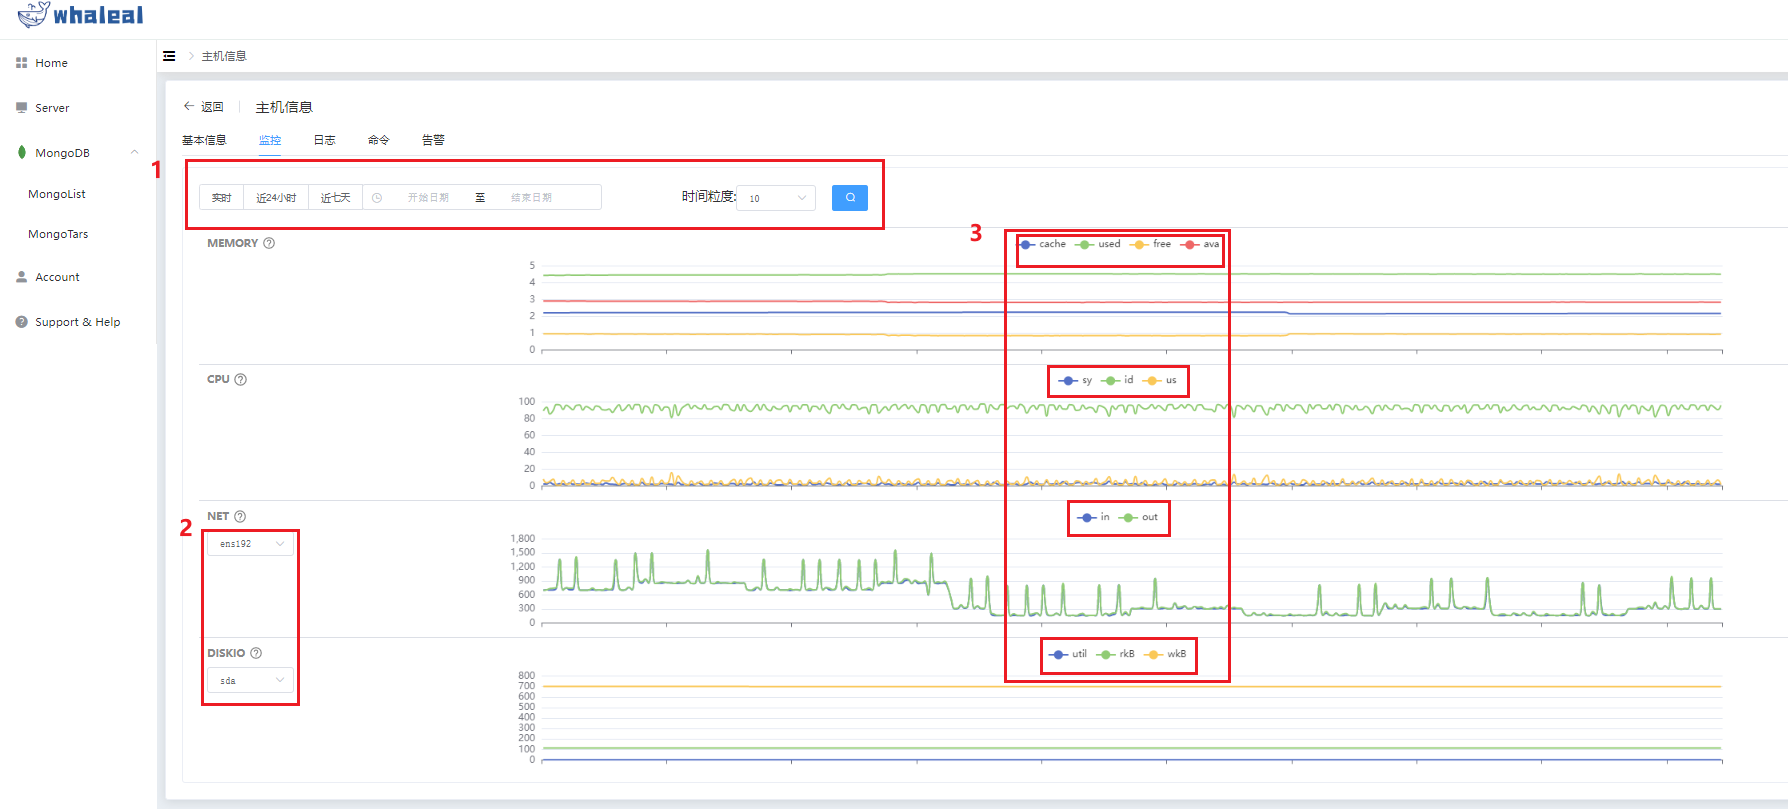 whaleal
Home
Server
MongoDB
MongoList
MongoTars
Account
Support & Help
主机信息
返回 主机信息
基本信息 监控 日志 命令 告警
1
实时 近24小时 近七天 开始日期 至 结束日期 时间粒度: 10
3
MEMORY
cache used free ava
5
4
3
2
1
0
CPU
sy id us
100
80
60
40
20
0
NET
in out
2
ens192
1,800
1,500
1,200
900
600
300
0
DISKIO
util rkB wkB
sda
800
700
600
500
400
300
200
100
0